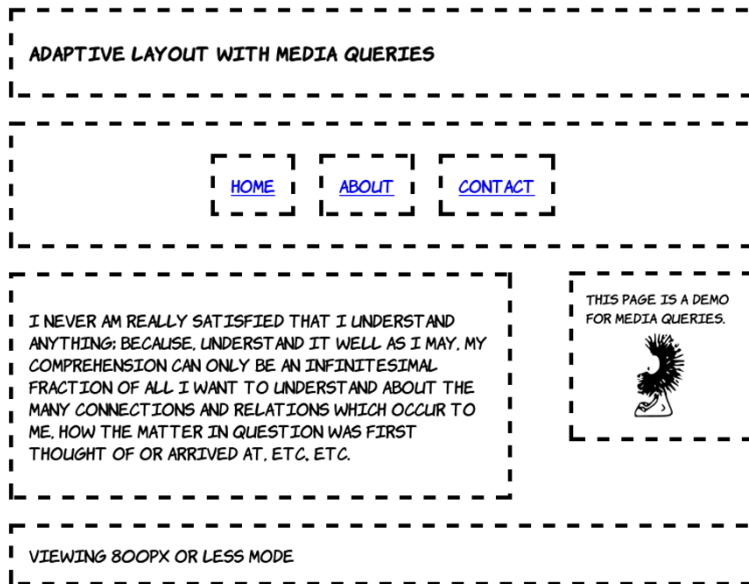 ADAPTIVE LAYOUT WITH MEDIA QUERIES
HOME ABOUT CONTACT
I NEVER AM REALLY SATISFIED THAT I UNDERSTAND
ANYTHING; BECAUSE, UNDERSTAND IT WELL AS I MAY, MY
COMPREHENSION CAN ONLY BE AN INFINITESIMAL
FRACTION OF ALL I WANT TO UNDERSTAND ABOUT THE
MANY CONNECTIONS AND RELATIONS WHICH OCCUR TO
ME, HOW THE MATTER IN QUESTION WAS FIRST
THOUGHT OF OR ARRIVED AT, ETC. ETC.
THIS PAGE IS A DEMO
FOR MEDIA QUERIES.
VIEWING 800PX OR LESS MODE